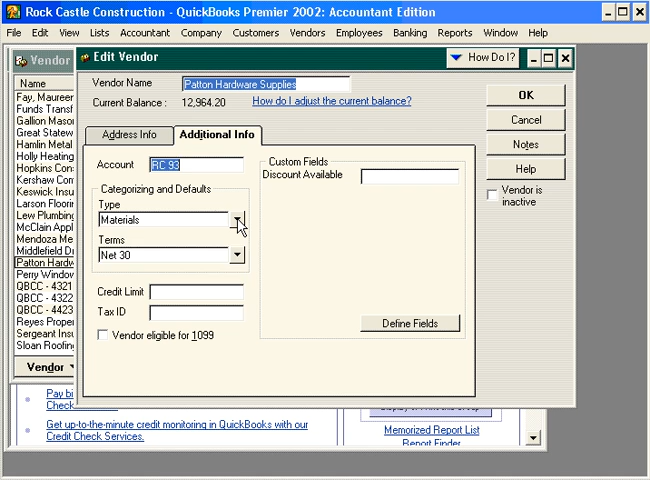 Rock Castle Construction - QuickBooks Premier 2002: Accountant Edition
File Edit View Lists Accountant Company Customers Vendors Employees Banking Reports Window Help
Vendor
Edit Vendor
How Do I?
Name
Fay, Maureen
Funds Transf
Gallion Mason
Great Statew
Hamlin Metal
Holly Heating
Hopkins Cons
Kershaw Com
Keswick Insu
Larson Floorin
Lew Plumbing
McClain Appl
Mendoza Me
Middlefield Dr
Patton Hardw
Perry Window
QBCC - 4321
QBCC - 4322
QBCC - 4423
Reyes Proper
Sergeant Insu
Sloan Roofing
Vendor
Vendor Name Patton Hardware Supplies
Current Balance : 12,964.20 How do I adjust the current balance?
Address Info Additional Info
Account RC 93
Categorizing and Defaults
Type
Materials
Terms
Net 30
Credit Limit
Tax ID
Vendor eligible for 1099
Custom Fields
Discount Available
Define Fields
OK
Cancel
Notes
Help
Vendor is
inactive
Pay bi
Check
Get up-to-the-minute credit monitoring in QuickBooks with our
Credit Check Services.
Memorized Report List
Report Finder